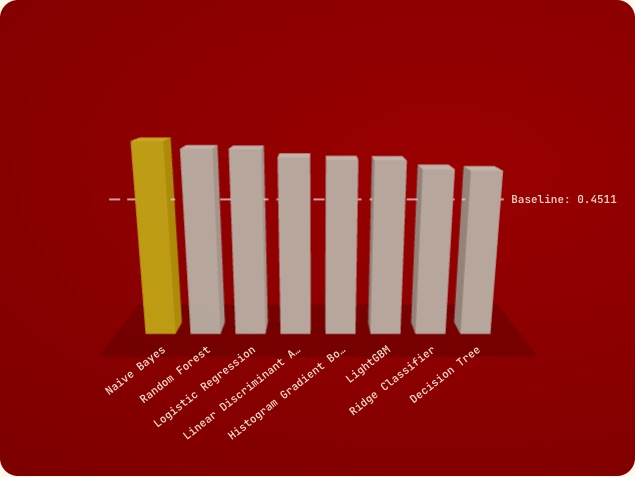 Baseline: 0.4511
Naive Bayes
Random Forest
Logistic Regression
Linear Discriminant A…
Histogram Gradient Bo…
LightGBM
Ridge Classifier
Decision Tree